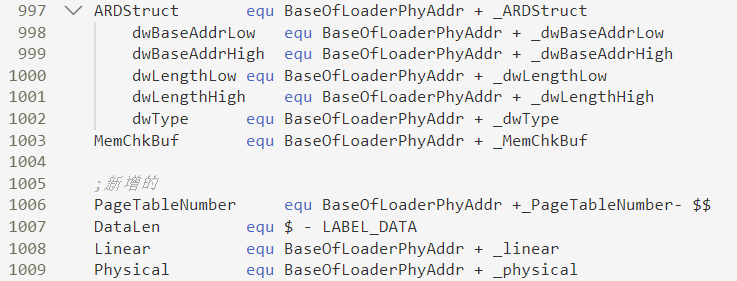 997 ARDStruct equ BaseOfLoaderPhyAddr + _ARDStruct
998 dwBaseAddrLow equ BaseOfLoaderPhyAddr + _dwBaseAddrLow
999 dwBaseAddrHigh equ BaseOfLoaderPhyAddr + _dwBaseAddrHigh
1000 dwLengthLow equ BaseOfLoaderPhyAddr + _dwLengthLow
1001 dwLengthHigh equ BaseOfLoaderPhyAddr + _dwLengthHigh
1002 dwType equ BaseOfLoaderPhyAddr + _dwType
1003 MemChkBuf equ BaseOfLoaderPhyAddr + _MemChkBuf
1004
1005 ;新增的
1006 PageTableNumber equ BaseOfLoaderPhyAddr +_PageTableNumber- $$
1007 DataLen equ $ - LABEL_DATA
1008 Linear equ BaseOfLoaderPhyAddr + _linear
1009 Physical equ BaseOfLoaderPhyAddr + _physical